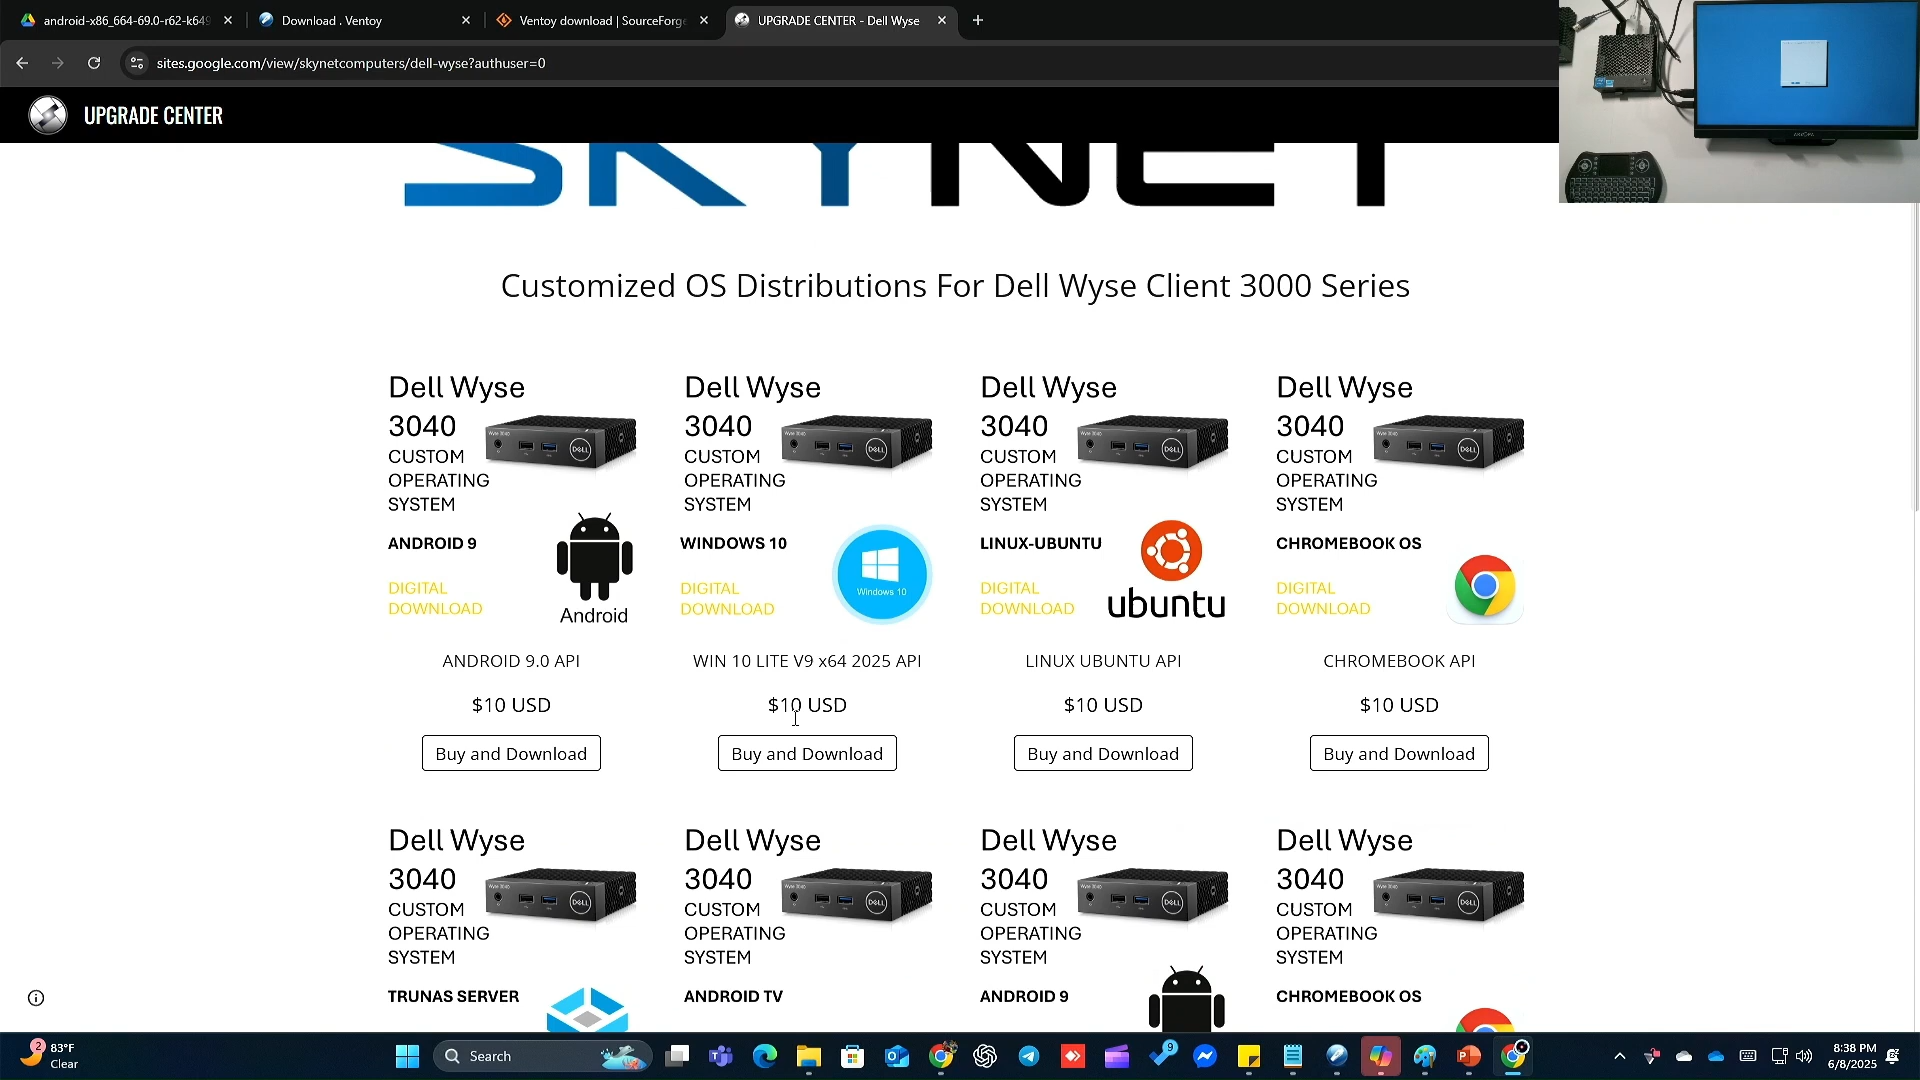 android-x86_664-69.0-r62-k649
Download . Ventoy
Ventoy download | SourceForge
UPGRADE CENTER - Dell Wyse
sites.google.com/view/skynetcomputers/dell-wyse?authuser=0
UPGRADE CENTER
SKYNET
Customized OS Distributions For Dell Wyse Client 3000 Series
Dell Wyse
3040
CUSTOM
OPERATING
SYSTEM
ANDROID 9
DIGITAL
DOWNLOAD
Android
ANDROID 9.0 API
$10 USD
Buy and Download
Dell Wyse
3040
CUSTOM
OPERATING
SYSTEM
WINDOWS 10
DIGITAL
DOWNLOAD
Windows 10
WIN 10 LITE V9 x64 2025 API
$10 USD
Buy and Download
Dell Wyse
3040
CUSTOM
OPERATING
SYSTEM
LINUX-UBUNTU
DIGITAL
DOWNLOAD
ubuntu
LINUX UBUNTU API
$10 USD
Buy and Download
Dell Wyse
3040
CUSTOM
OPERATING
SYSTEM
CHROMEBOOK OS
DIGITAL
DOWNLOAD
CHROMEBOOK API
$10 USD
Buy and Download
Dell Wyse
3040
CUSTOM
OPERATING
SYSTEM
TRUNAS SERVER
Dell Wyse
3040
CUSTOM
OPERATING
SYSTEM
ANDROID TV
Dell Wyse
3040
CUSTOM
OPERATING
SYSTEM
ANDROID 9
Dell Wyse
3040
CUSTOM
OPERATING
SYSTEM
CHROMEBOOK OS
2
83°F
Clear
Search
9
8:38 PM
6/8/2025